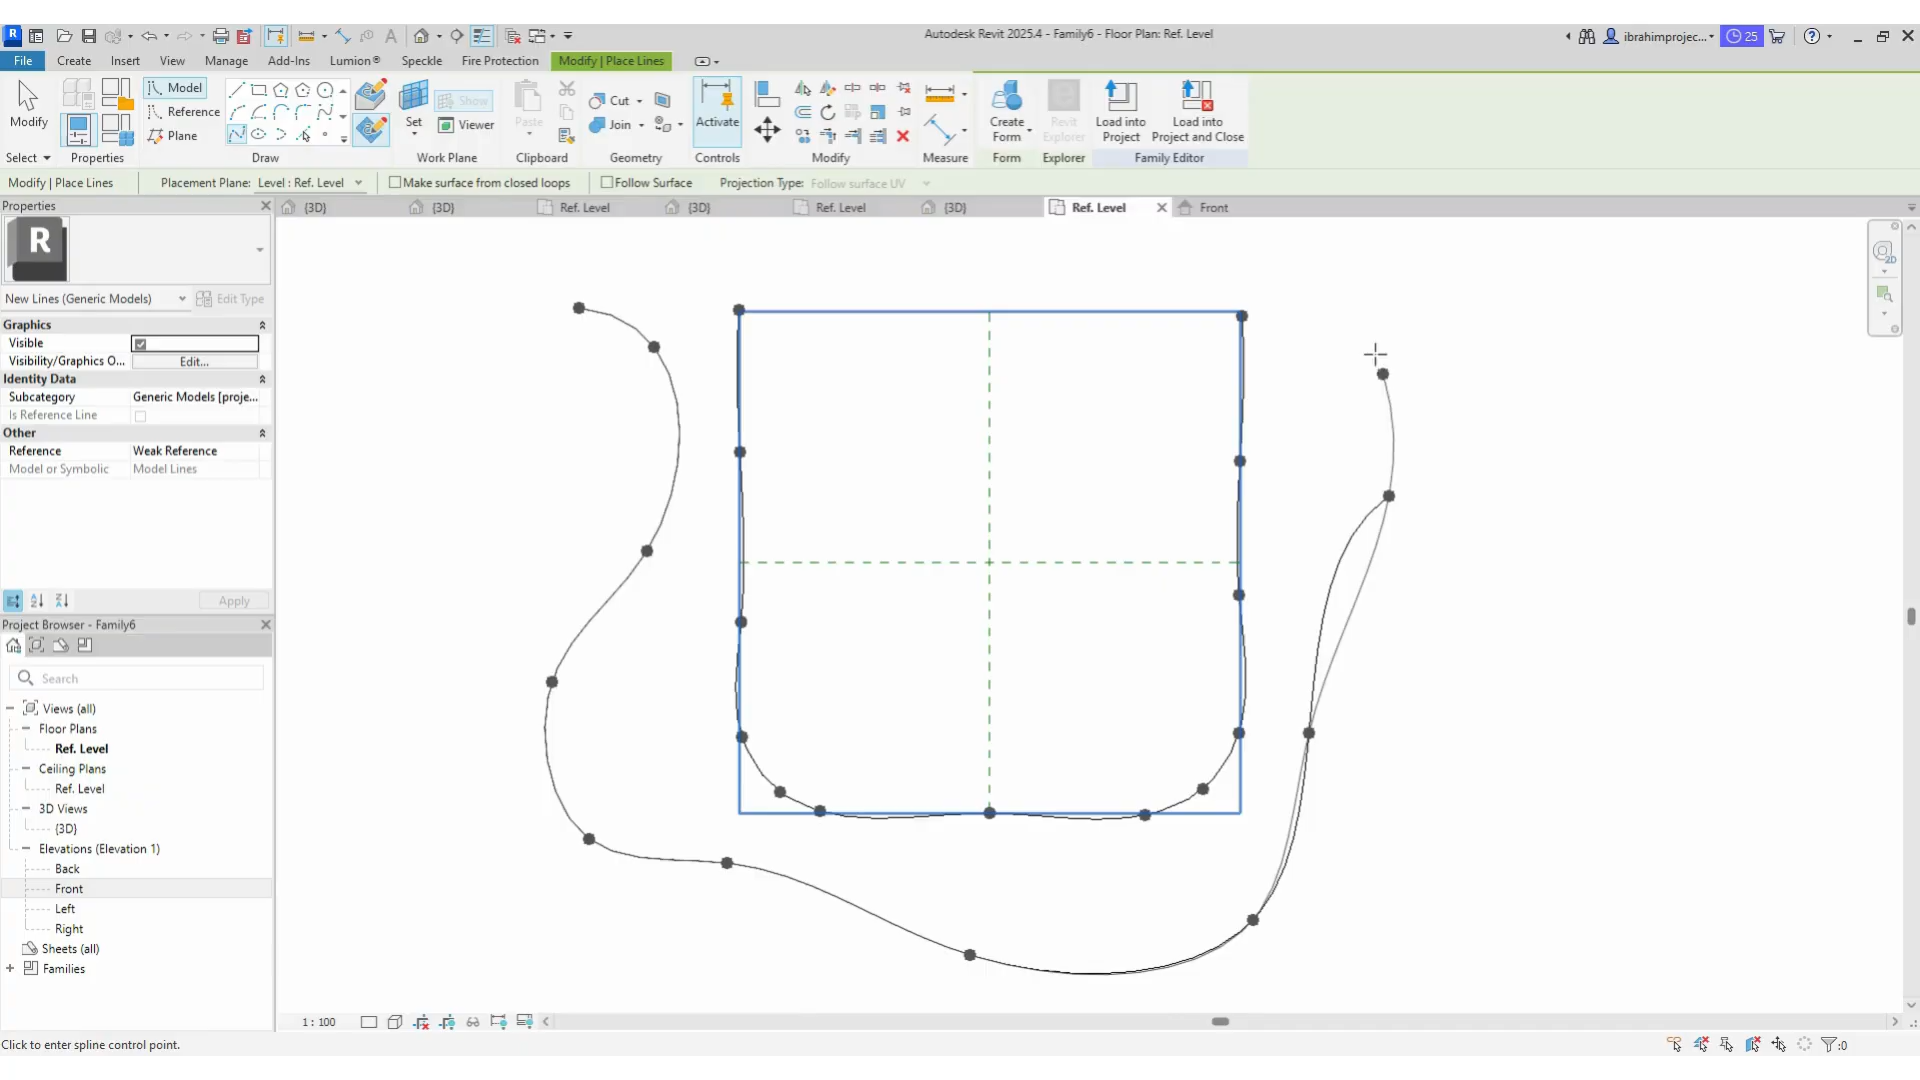 Autodesk Revit 2025.4 - Family6 - Floor Plan: Ref. Level
ibrahimprojec...
25
File
Create
Insert
View
Manage
Add-Ins
Lumion®
Speckle
Fire Protection
Modify | Place Lines
Modify
Model
Reference
Plane
Set
Show
Viewer
Paste
Cut
Join
Activate
Create
Form
Revit
Explorer
Load into
Project
Load into
Project and Close
Select
Properties
Draw
Work Plane
Clipboard
Geometry
Controls
Modify
Measure
Form
Explorer
Family Editor
Modify | Place Lines
Placement Plane: Level : Ref. Level
Make surface from closed loops
Follow Surface
Projection Type: Follow surface UV
Properties
{3D}
{3D}
Ref. Level
{3D}
Ref. Level
{3D}
Ref. Level
Front
R
New Lines (Generic Models)
Edit Type
Graphics
Visible
Visibility/Graphics O...
Edit...
Identity Data
Subcategory
Generic Models [proje...
Is Reference Line
Other
Reference
Weak Reference
Model or Symbolic
Model Lines
Apply
Project Browser - Family6
Search
Views (all)
Floor Plans
Ref. Level
Ceiling Plans
Ref. Level
3D Views
{3D}
Elevations (Elevation 1)
Back
Front
Left
Right
Sheets (all)
Families
1 : 100
Click to enter spline control point.
:0